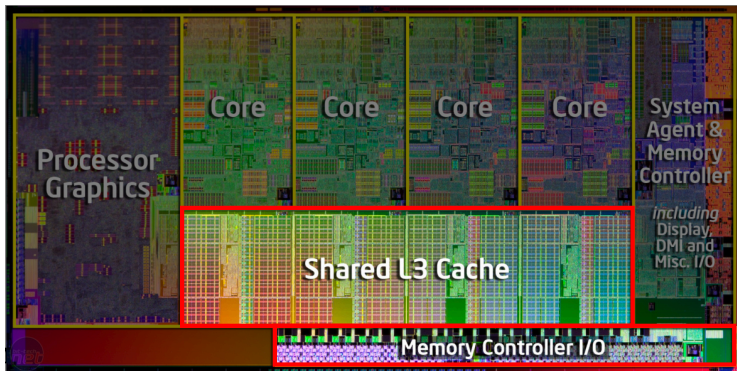 Processor
Graphics
Core
Core
Core
Core
System
Agent &
Memory
Controller
including
Display,
DMI and
Misc. I/O
Shared L3 Cache
Memory Controller I/O